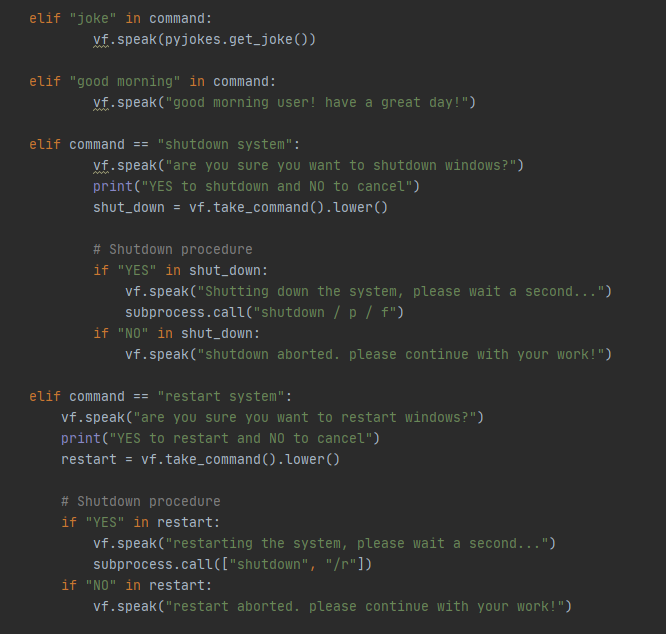 elif "joke" in command:
        vf.speak(pyjokes.get_joke())
elif "good morning" in command:
        vf.speak("good morning user! have a great day!")
elif command == "shutdown system":
        vf.speak("are you sure you want to shutdown windows?")
        print("YES to shutdown and NO to cancel")
        shut_down = vf.take_command().lower()
        # Shutdown procedure
        if "YES" in shut_down:
            vf.speak("Shutting down the system, please wait a second...")
            subprocess.call("shutdown / p / f")
        if "NO" in shut_down:
            vf.speak("shutdown aborted. please continue with your work!")
elif command == "restart system":
    vf.speak("are you sure you want to restart windows?")
    print("YES to restart and NO to cancel")
    restart = vf.take_command().lower()
    # Shutdown procedure
    if "YES" in restart:
        vf.speak("restarting the system, please wait a second...")
        subprocess.call(["shutdown", "/r"])
    if "NO" in restart:
        vf.speak("restart aborted. please continue with your work!")